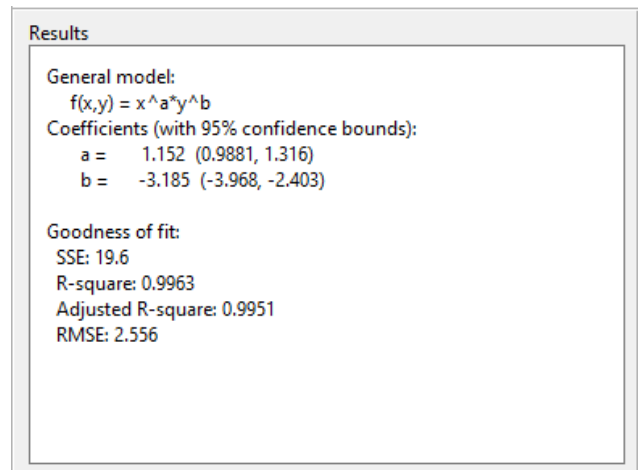 Results
General model:
f(x,y) = x^a*y^b
Coefficients (with 95% confidence bounds):
a = 1.152 (0.9881, 1.316)
b = -3.185 (-3.968, -2.403)
Goodness of fit:
SSE: 19.6
R-square: 0.9963
Adjusted R-square: 0.9951
RMSE: 2.556